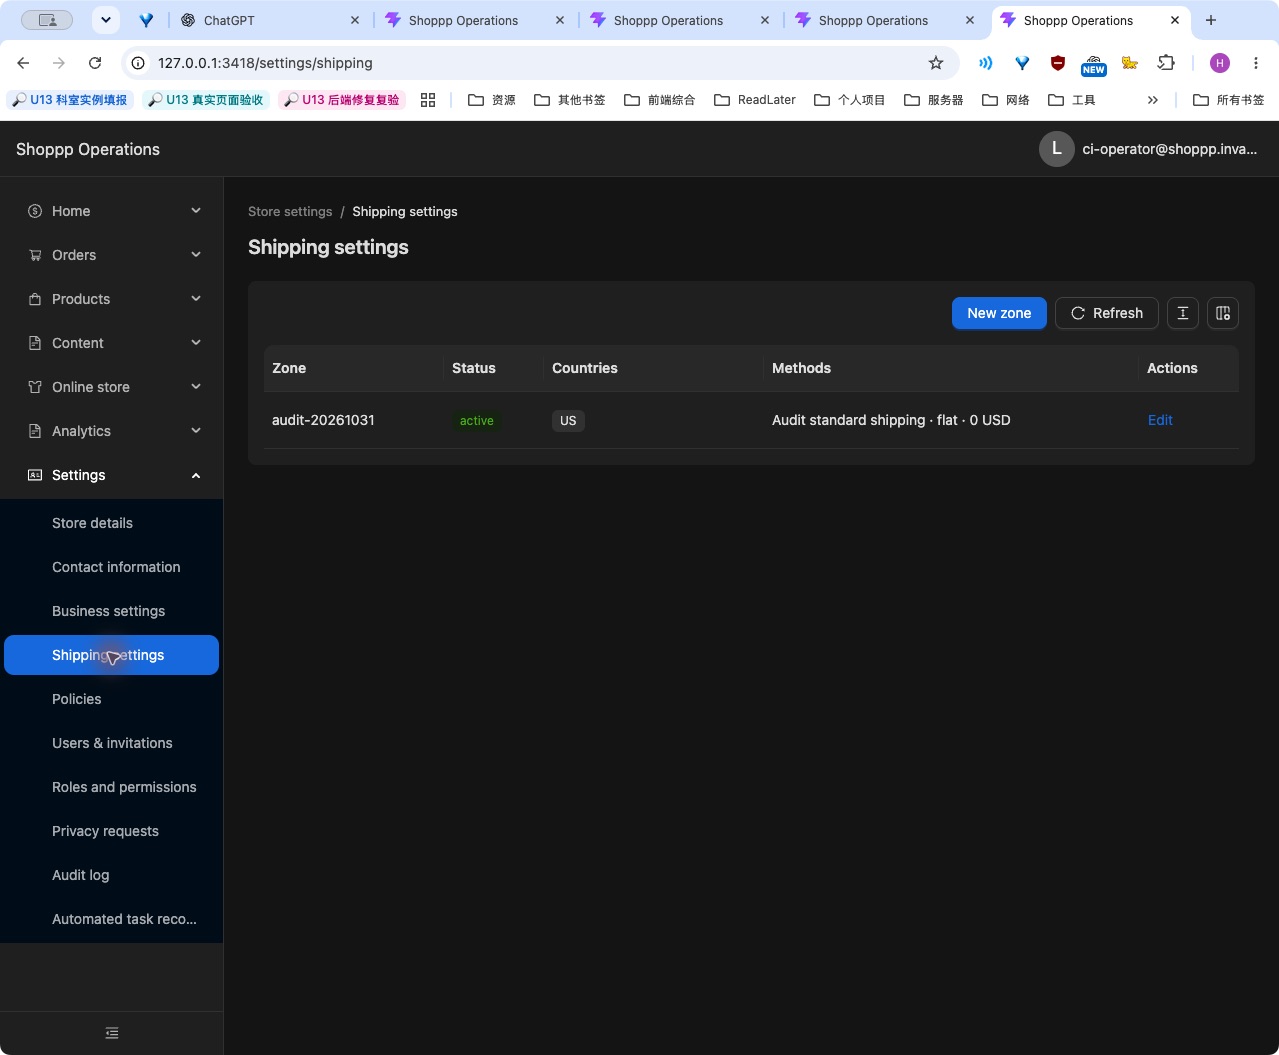 ChatGPT
Shoppp Operations
Shoppp Operations
Shoppp Operations
Shoppp Operations
127.0.0.1:3418/settings/shipping
NEW
H
U13 科室实例填报
U13 真实页面验收
U13 后端修复复验
资源
其他书签
前端综合
ReadLater
个人项目
服务器
网络
工具
所有书签
Shoppp Operations
L
ci-operator@shoppp.inva...
Home
Orders
Products
Content
Online store
Analytics
Settings
Store details
Contact information
Business settings
Shipping settings
Policies
Users & invitations
Roles and permissions
Privacy requests
Audit log
Automated task reco...
Store settings / Shipping settings
Shipping settings
New zone
Refresh
Zone Status Countries Methods Actions
audit-20261031 active US Audit standard shipping · flat · 0 USD Edit